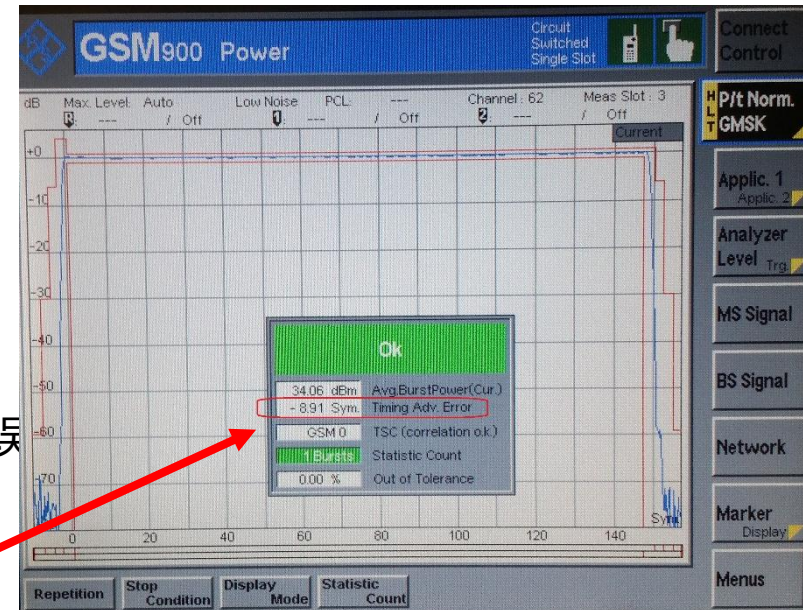 GSM900 Power
Circuit
Switched
Single Slot
Connect
Control
dB Max. Level: Auto Low Noise PCL: --- Channel : 62 Meas Slot : 3
--- / Off --- / Off 2 --- / Off
Current
P/t Norm.
GMSK
HLT
Applic. 1
Applic. 2
Analyzer
Level Trg.
MS Signal
BS Signal
Network
Marker
Display
Menus
+0
-10
-20
-30
-40
-50
-60
-70
Ok
34.06 dBm Avg.BurstPower(Cur.)
- 8.91 Sym. Timing Adv. Error
GSM 0 TSC (correlation o.k.)
1 Bursts Statistic Count
0.00 % Out of Tolerance
Sym
0 20 40 60 80 100 120 140
Repetition
Stop
Condition
Display
Mode
Statistic
Count